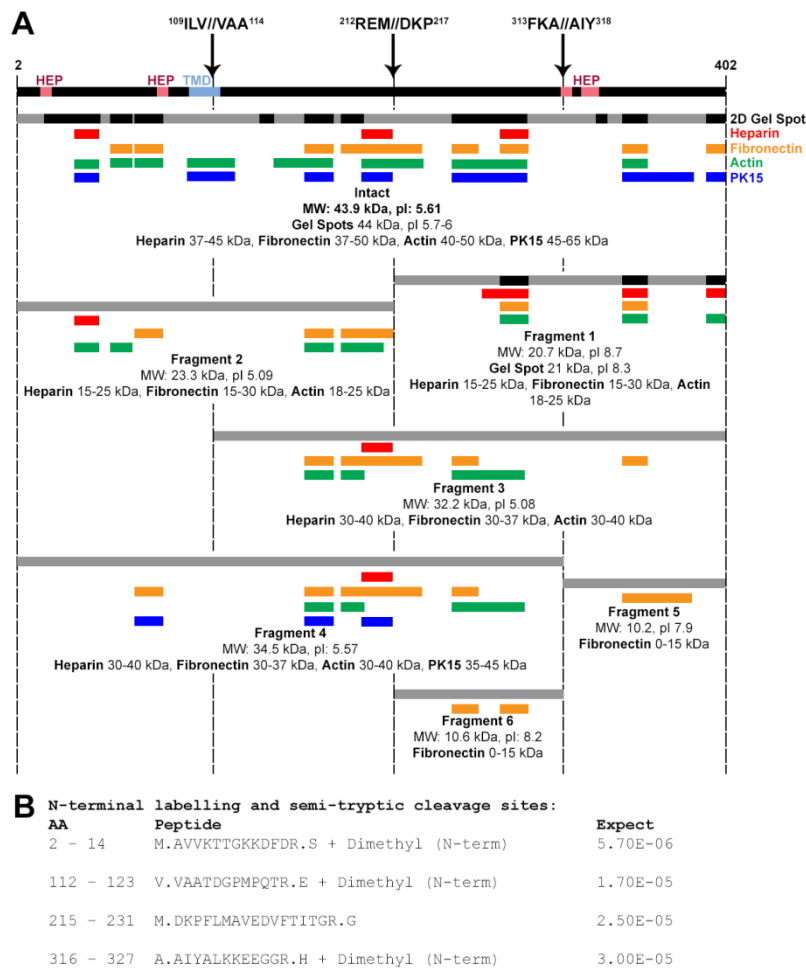 A
109ILV//VAA114 212REM//DKP217 313FKA//AIY318
2 402
HEP HEP TMD HEP
2D Gel Spot
Heparin
Fibronectin
Actin
PK15
Intact
MW: 43.9 kDa, pI: 5.61
Gel Spots 44 kDa, pI 5.7-6
Heparin 37-45 kDa, Fibronectin 37-50 kDa, Actin 40-50 kDa, PK15 45-65 kDa
Fragment 2
MW: 23.3 kDa, pI 5.09
Heparin 15-25 kDa, Fibronectin 15-30 kDa, Actin 18-25 kDa
Fragment 1
MW: 20.7 kDa, pI 8.7
Gel Spot 21 kDa, pI 8.3
Heparin 15-25 kDa, Fibronectin 15-30 kDa, Actin
18-25 kDa
Fragment 3
MW: 32.2 kDa, pI 5.08
Heparin 30-40 kDa, Fibronectin 30-37 kDa, Actin 30-40 kDa
Fragment 4
MW: 34.5 kDa, pI: 5.57
Heparin 30-40 kDa, Fibronectin 30-37 kDa, Actin 30-40 kDa, PK15 35-45 kDa
Fragment 5
MW: 10.2, pI 7.9
Fibronectin 0-15 kDa
Fragment 6
MW: 10.6 kDa, pI: 8.2
Fibronectin 0-15 kDa
B N-terminal labelling and semi-tryptic cleavage sites:
AA Peptide Expect
2 - 14 M.AVVKTTGKKDFDR.S + Dimethyl (N-term) 5.70E-06
112 - 123 V.VAATDGPMPQTR.E + Dimethyl (N-term) 1.70E-05
215 - 231 M.DKPFLMAVEDVFTITGR.G 2.50E-05
316 - 327 A.AIYALKKEEGGR.H + Dimethyl (N-term) 3.00E-05